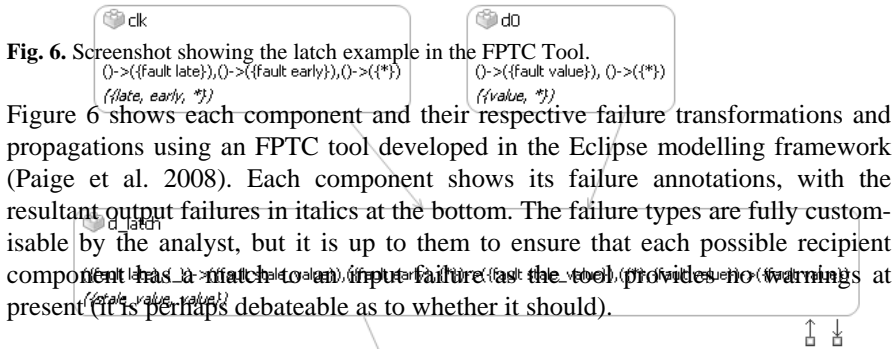 clk
d0
Fig. 6. Screenshot showing the latch example in the FPTC Tool.
()->({fault late}),()->({fault early}),()->({*})
()->({fault value}), ()->({*})
({late, early, *})
({value, *})
Figure 6 shows each component and their respective failure transformations and
propagations using an FPTC tool developed in the Eclipse modelling framework
(Paige et al. 2008). Each component shows its failure annotations, with the
resultant output failures in italics at the bottom. The failure types are fully custom-
d_latch
isable by the analyst, but it is up to them to ensure that each possible recipient
component has a match to an input failure as the tool provides no warnings at
({stale_value, value})
present (it is perhaps debateable as to whether it should).